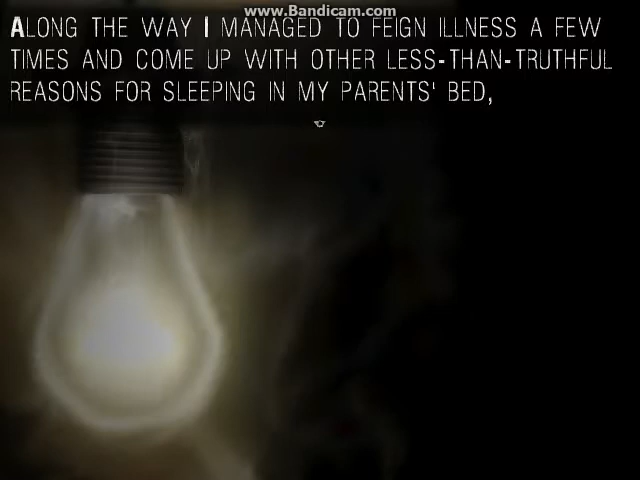 www.Bandicam.com
ALONG THE WAY I MANAGED TO FEIGN ILLNESS A FEW
TIMES AND COME UP WITH OTHER LESS-THAN-TRUTHFUL
REASONS FOR SLEEPING IN MY PARENTS' BED,